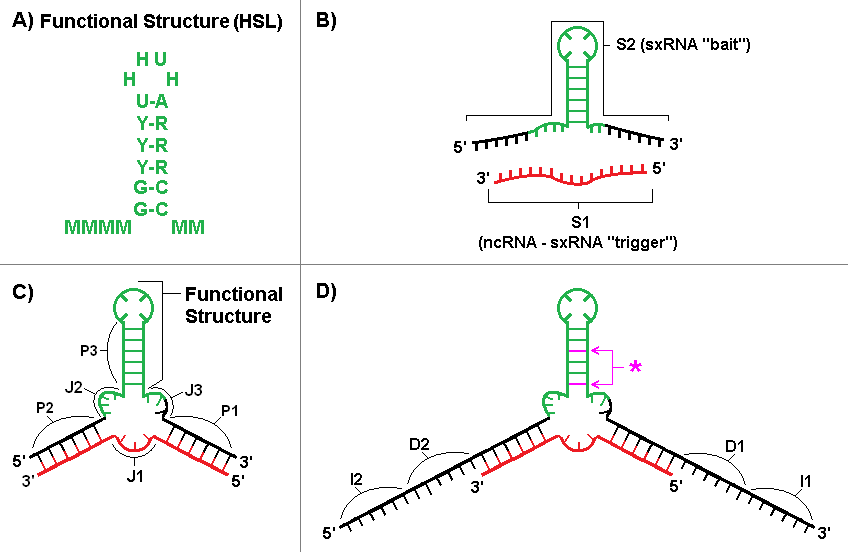 A) Functional Structure (HSL)
H U
H H
U-A
Y-R
Y-R
Y-R
G-C
G-C
MMMM MM
B)
S2 (sxRNA "bait")
5' 3'
3' 5'
S1
(ncRNA - sxRNA "trigger")
C)
Functional
Structure
P3
J2 J3
P2 P1
5' 3'
J1
3' 5'
D)
*
D2 D1
I2 I1
3' 5'
5' 3'